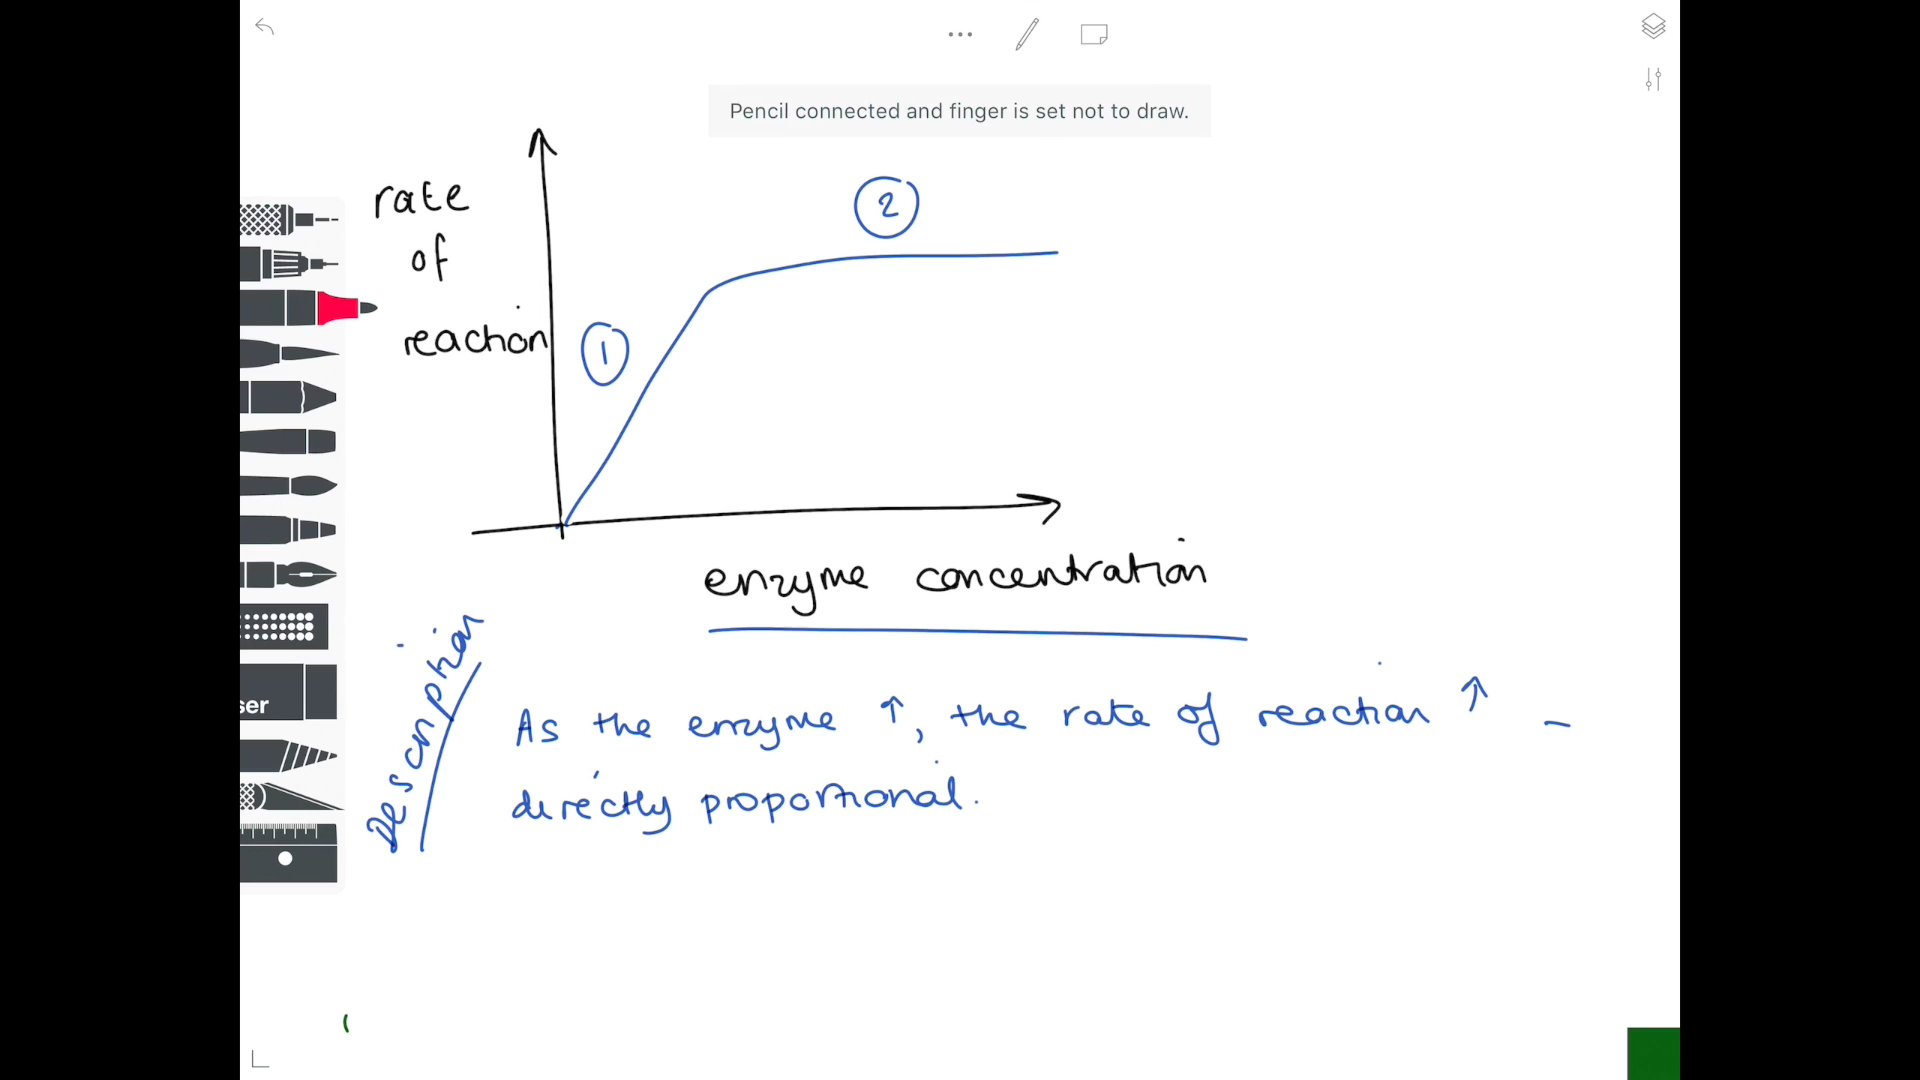 Pencil connected and finger is set not to draw.
rate
of
reaction
1
2
enzyme concentration
ser
Description
As the enzyme ↑, the rate of reaction ↑ -
directly proportional.